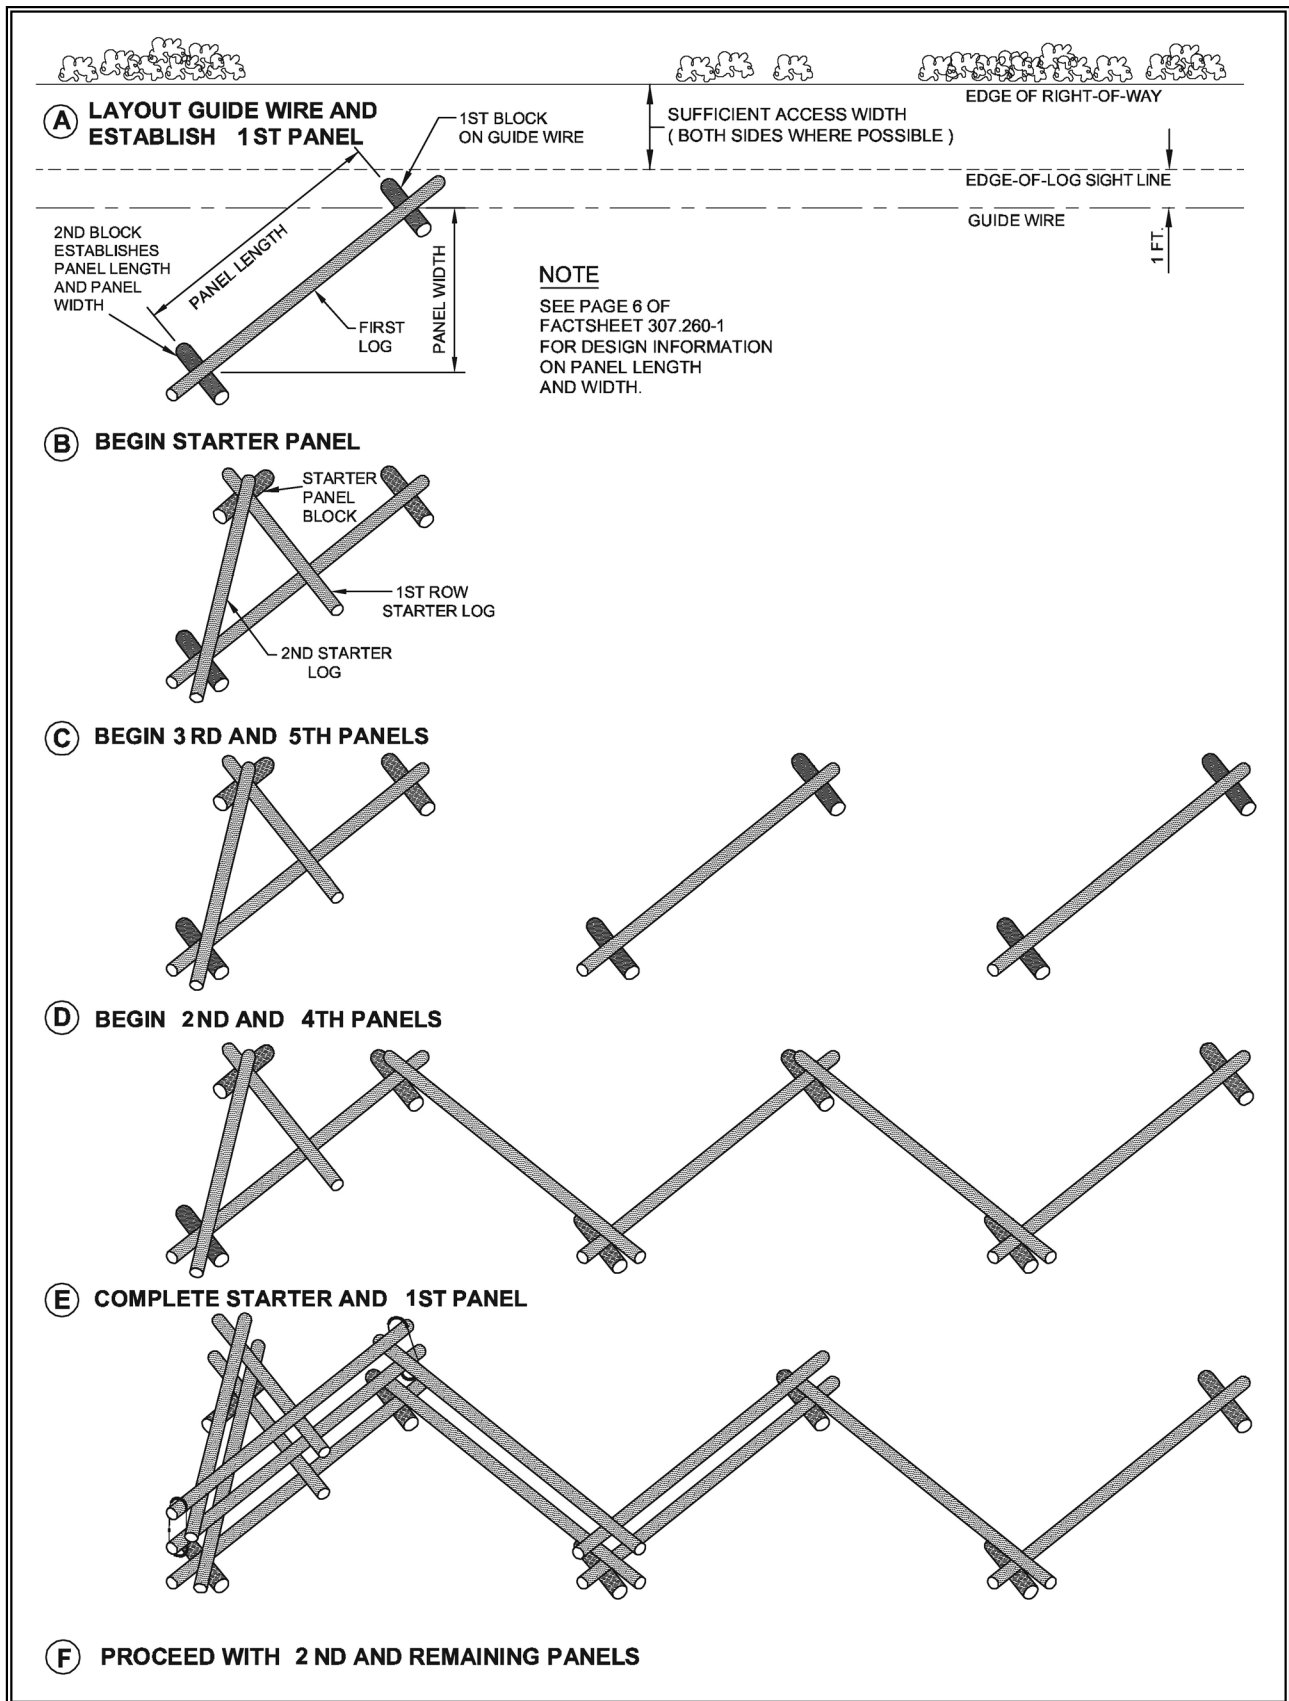 A
LAYOUT GUIDE WIRE AND
ESTABLISH 1ST PANEL
1ST BLOCK
ON GUIDE WIRE
SUFFICIENT ACCESS WIDTH
( BOTH SIDES WHERE POSSIBLE )
EDGE OF RIGHT-OF-WAY
EDGE-OF-LOG SIGHT LINE
GUIDE WIRE
1 FT.
2ND BLOCK
ESTABLISHES
PANEL LENGTH
AND PANEL
WIDTH
PANEL LENGTH
PANEL WIDTH
FIRST
LOG
NOTE
SEE PAGE 6 OF
FACTSHEET 307.260-1
FOR DESIGN INFORMATION
ON PANEL LENGTH
AND WIDTH.
B
BEGIN STARTER PANEL
STARTER
PANEL
BLOCK
1ST ROW
STARTER LOG
2ND STARTER
LOG
C
BEGIN 3 RD AND 5TH PANELS
D
BEGIN 2ND AND 4TH PANELS
E
COMPLETE STARTER AND 1ST PANEL
F
PROCEED WITH 2 ND AND REMAINING PANELS